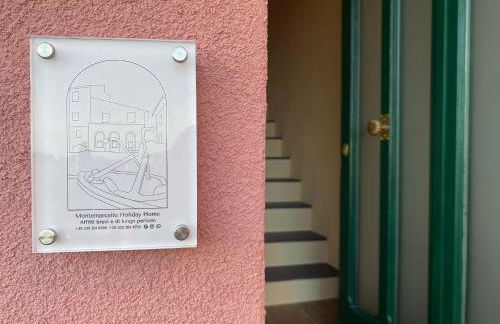 Montemarcello Holiday Home
Affitti brevi e di lungo periodo